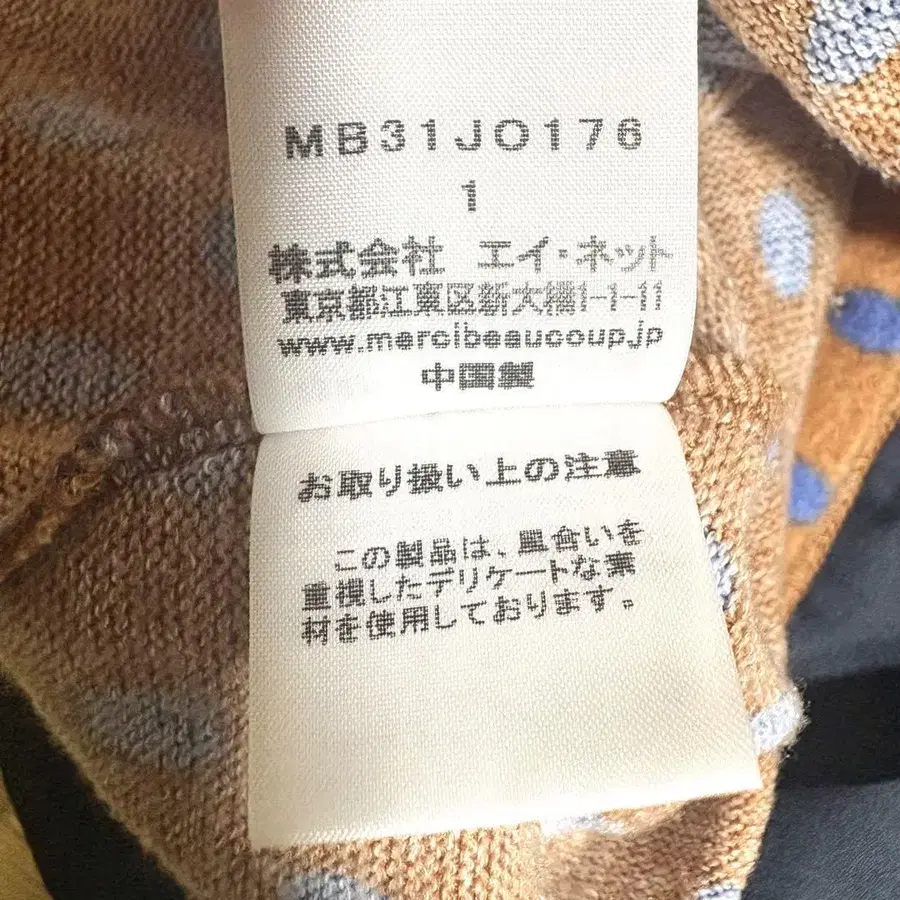 MB31JO176
1
株式会社 エイ・ネット
東京都江東区新大橋1-1-11
www.mercibeaucoup.jp
中国製
お取り扱い上の注意
この製品は、風合いを
重視したデリケートな素
材を使用しております。